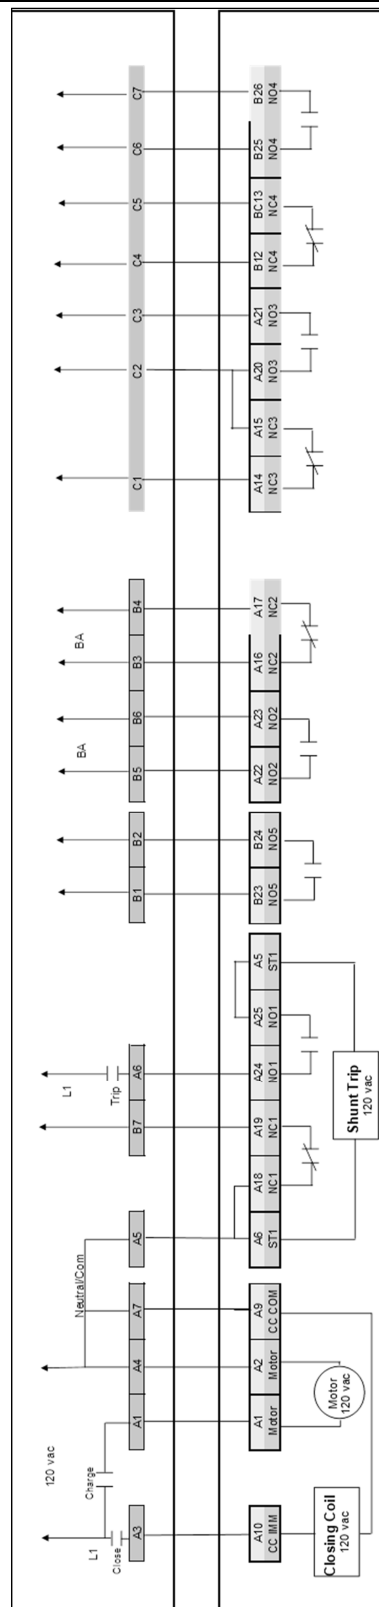 120 vac
L1
Close
Charge
Neutral/Com
L1
Trip
BA
BA
A3
A1
A4
A7
A5
B7
A6
B1
B2
B5
B6
B3
B4
C1
C2
C3
C4
C5
C6
C7
A10
CC IMM
A1
Motor
A2
Motor
A9
CC COM
A6
ST1
A18
NC1
A19
NC1
A24
NO1
A25
NO1
A5
ST1
B23
NO5
B24
NO5
A22
NO2
A23
NO2
A16
NC2
A17
NC2
A14
NC3
A15
NC3
A20
NO3
A21
NO3
B12
NC4
BC13
NC4
B25
NO4
B26
NO4
Closing Coil
120 vac
Motor
120 vac
Shunt Trip
120 vac